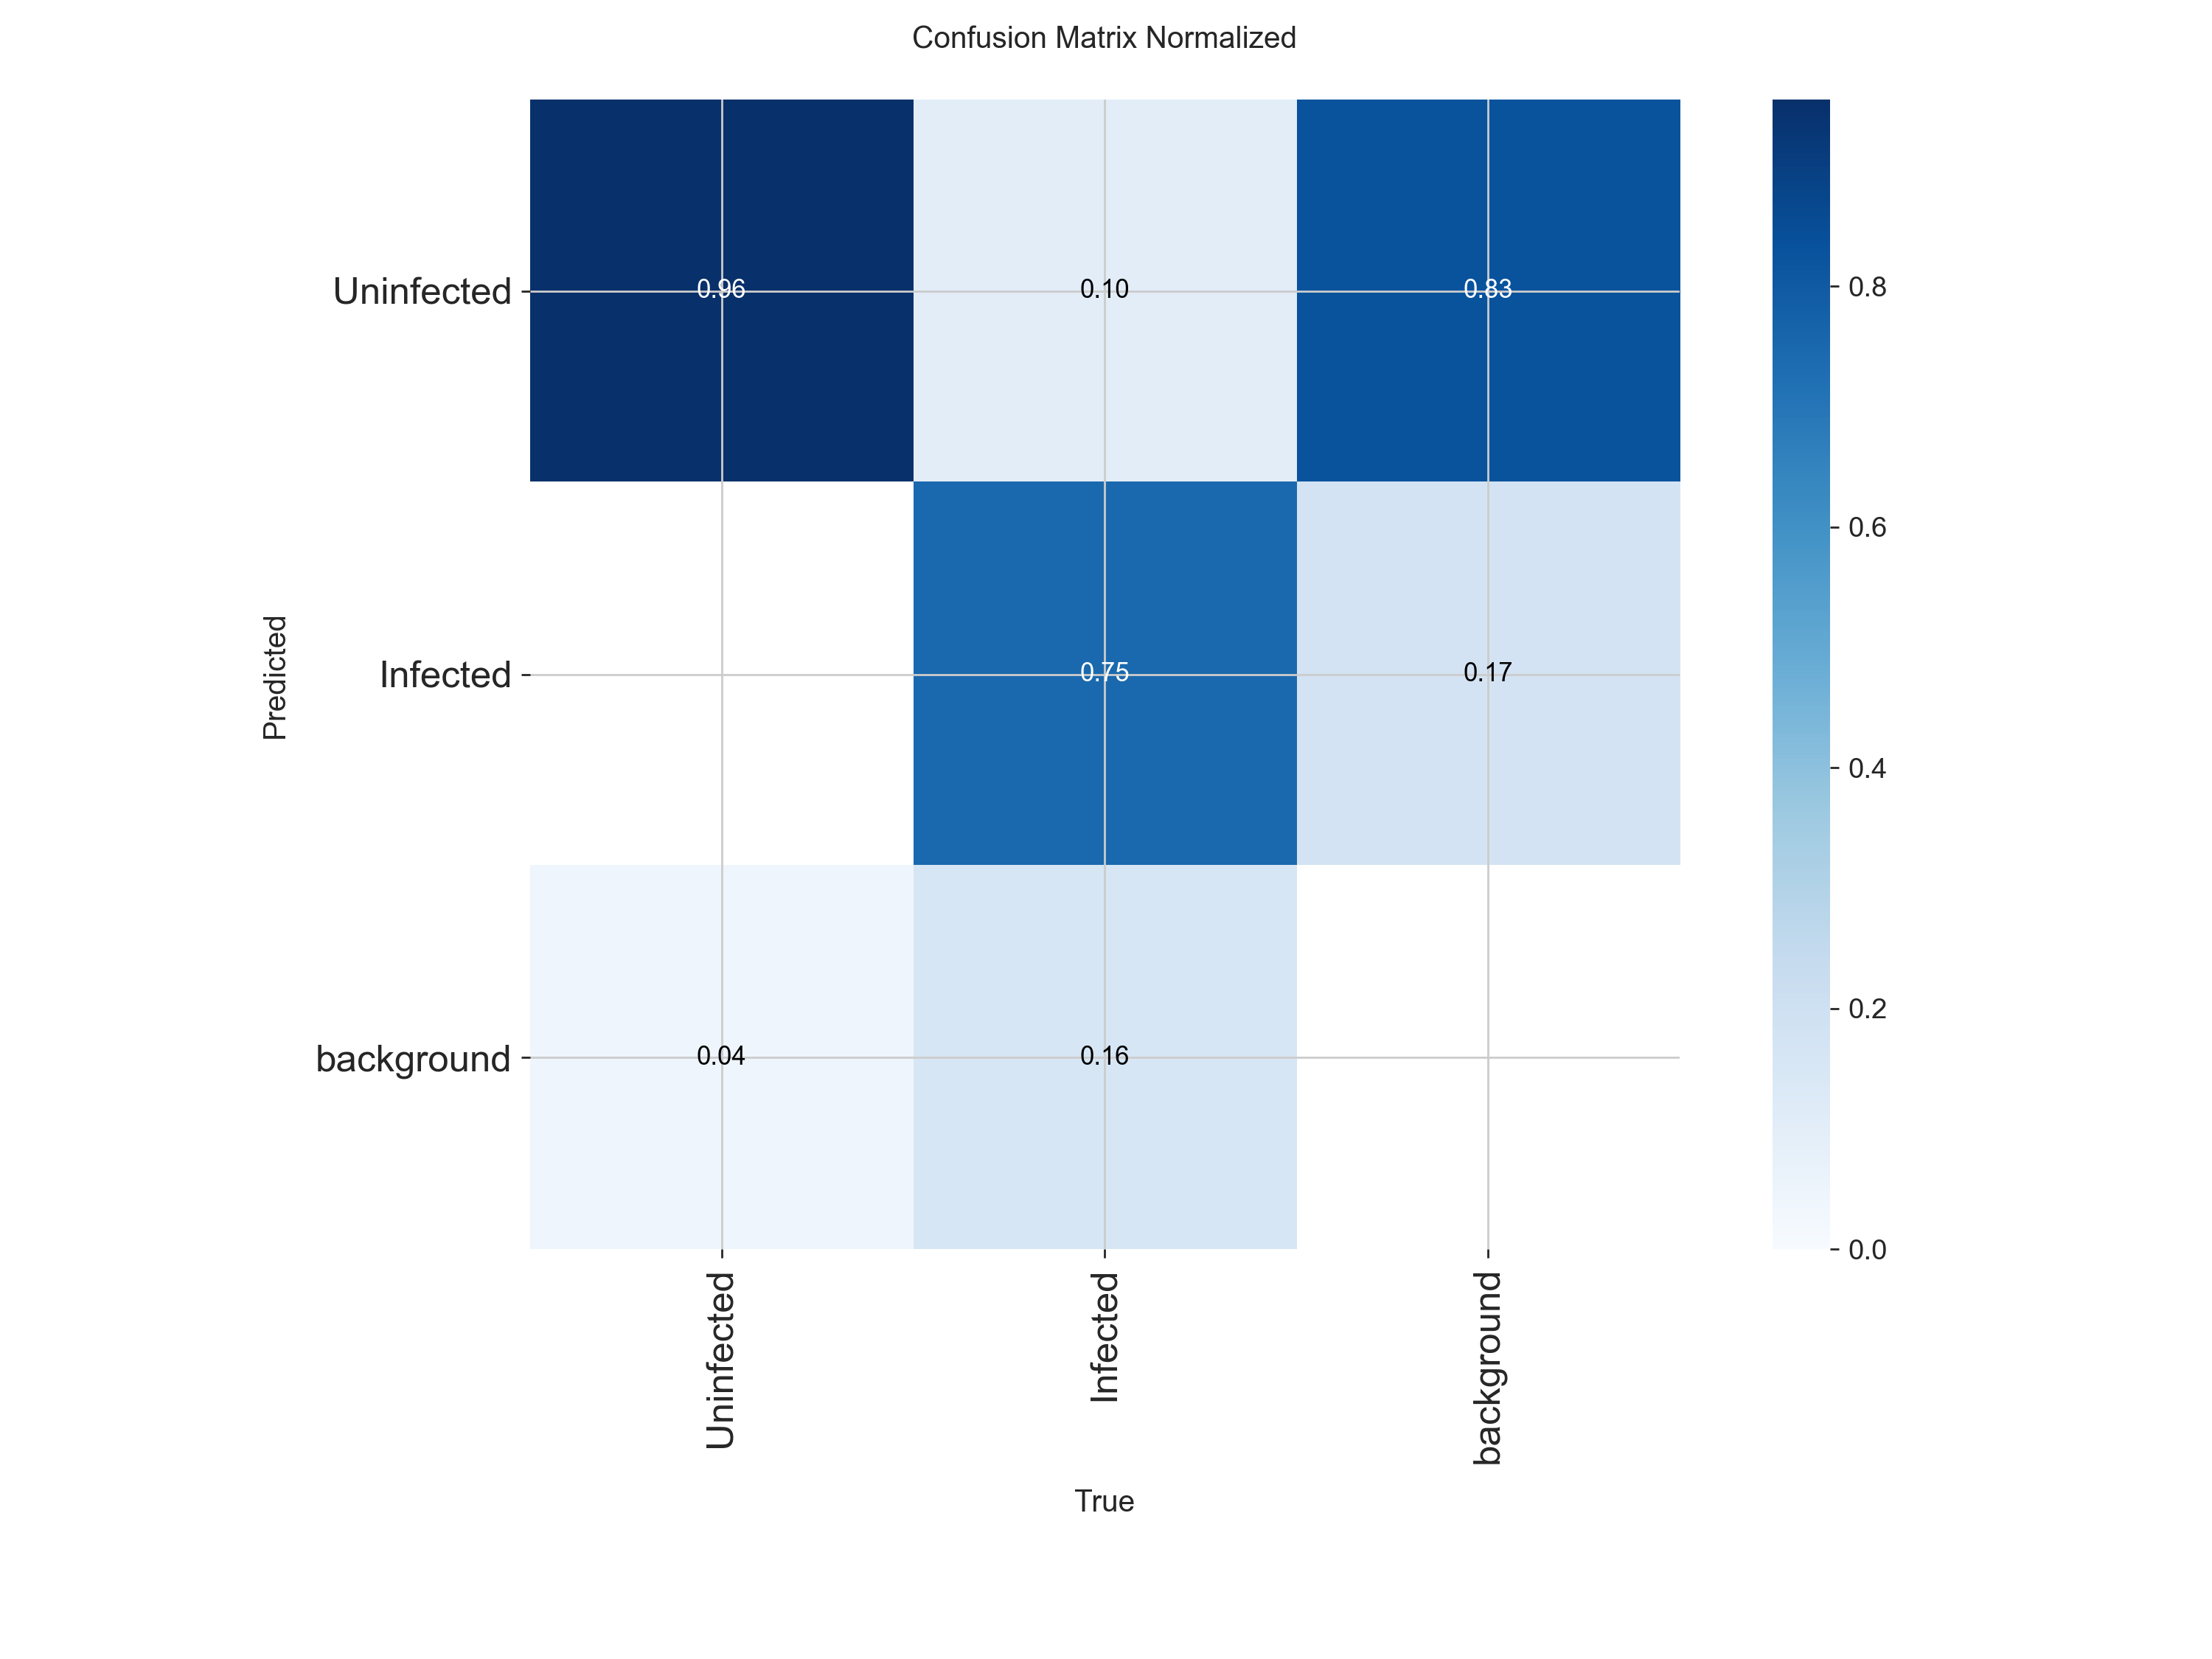 Confusion Matrix Normalized
Uninfected
0.96
0.10
0.83
0.8
0.6
Predicted
Infected
0.75
0.17
0.4
background
0.04
0.16
0.2
0.0
Uninfected
Infected
background
True